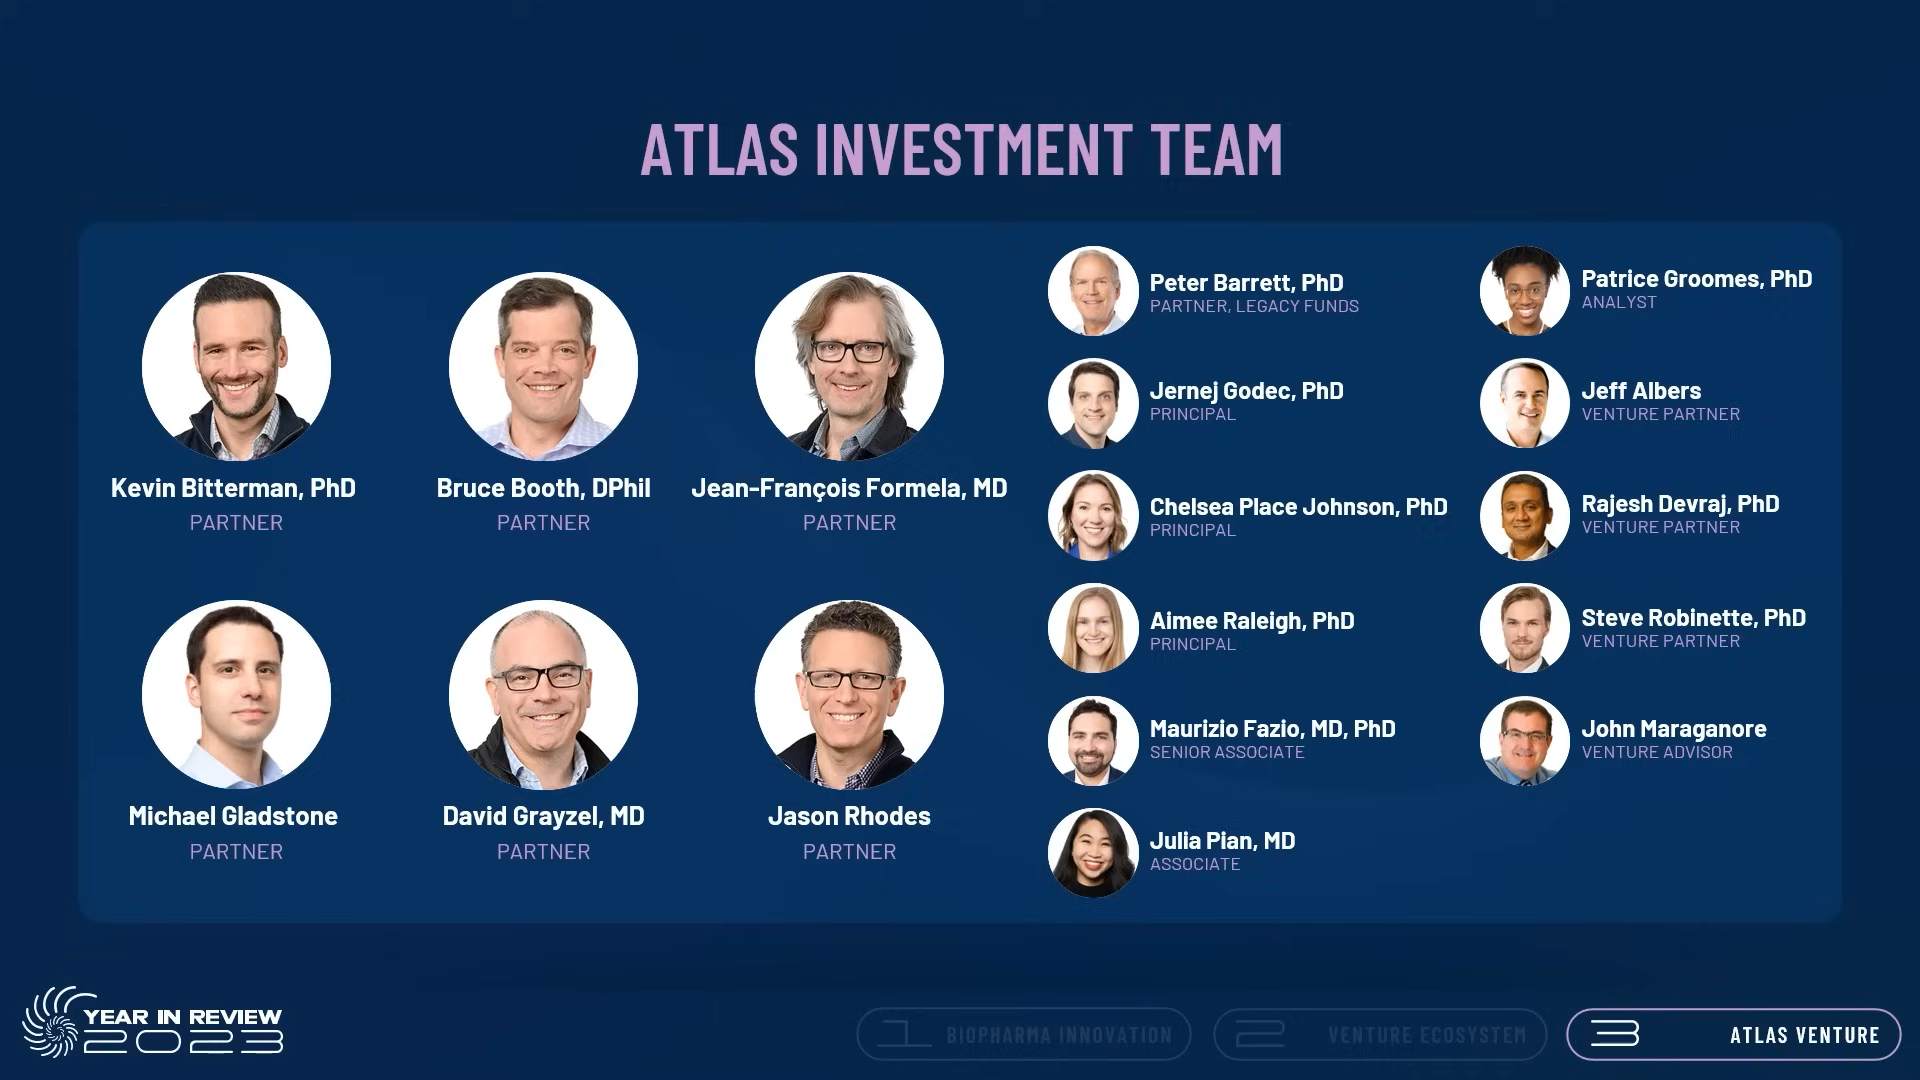 ATLAS INVESTMENT TEAM
Kevin Bitterman, PhD
PARTNER
Bruce Booth, DPhil
PARTNER
Jean-François Formela, MD
PARTNER
Michael Gladstone
PARTNER
David Grayzel, MD
PARTNER
Jason Rhodes
PARTNER
Peter Barrett, PhD
PARTNER, LEGACY FUNDS
Jernej Godec, PhD
PRINCIPAL
Chelsea Place Johnson, PhD
PRINCIPAL
Aimee Raleigh, PhD
PRINCIPAL
Maurizio Fazio, MD, PhD
SENIOR ASSOCIATE
Julia Pian, MD
ASSOCIATE
Patrice Groomes, PhD
ANALYST
Jeff Albers
VENTURE PARTNER
Rajesh Devraj, PhD
VENTURE PARTNER
Steve Robinette, PhD
VENTURE PARTNER
John Maraganore
VENTURE ADVISOR
YEAR IN REVIEW
2023
1 BIOPHARMA INNOVATION
2 VENTURE ECOSYSTEM
3 ATLAS VENTURE